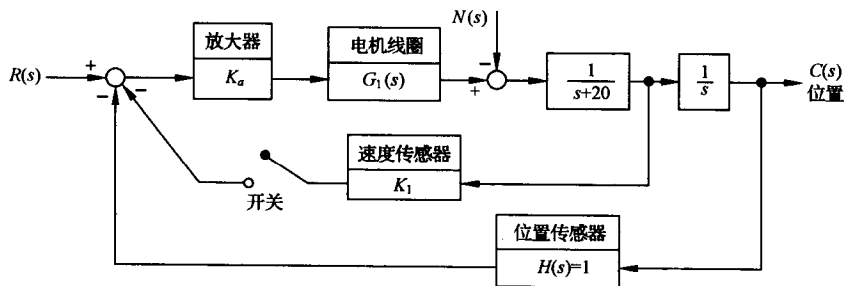 N(s)
放大器
电机线圈
R(s)
+
−
−
K_a
G_1(s)
−
+
1
s+20
1
s
C(s)
位置
速度传感器
K_1
开关
位置传感器
H(s)=1